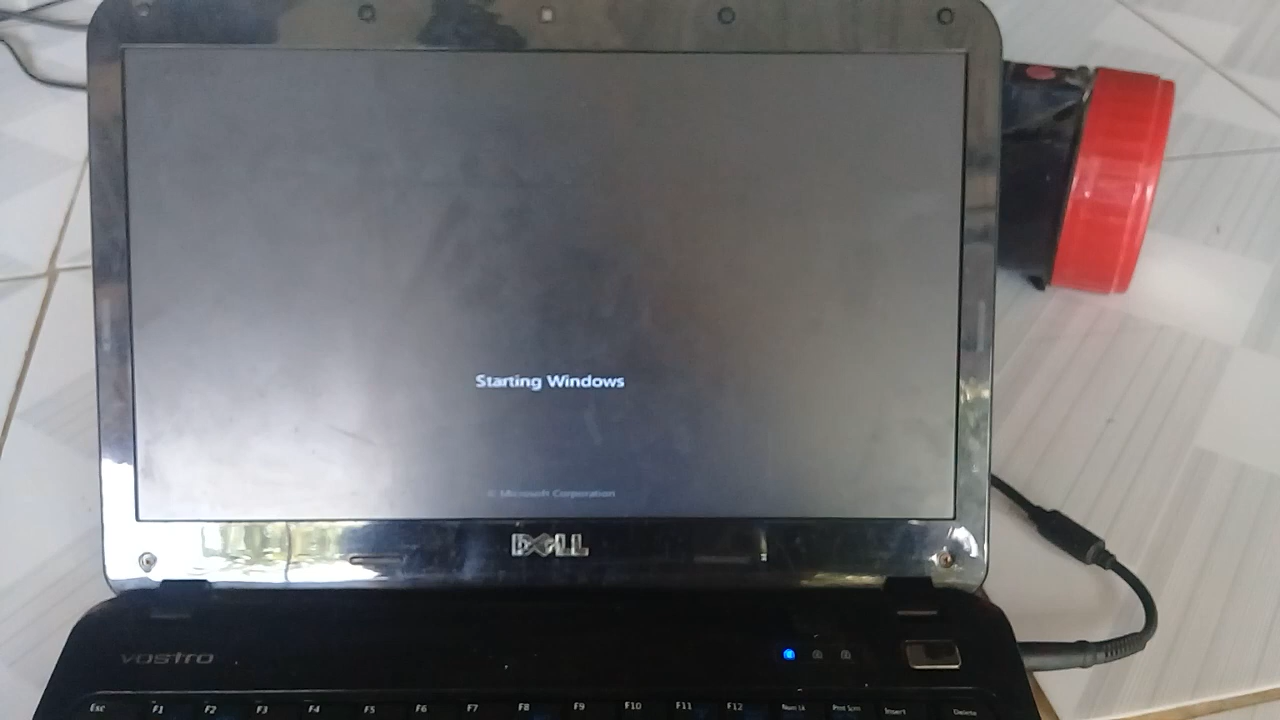 Starting Windows
© Microsoft Corporation
DELL
vostro
Esc F1 F2 F3 F4 F5 F6 F7 F8 F9 F10 F11 F12 Num Lk Prnt Scrn Insert Delete